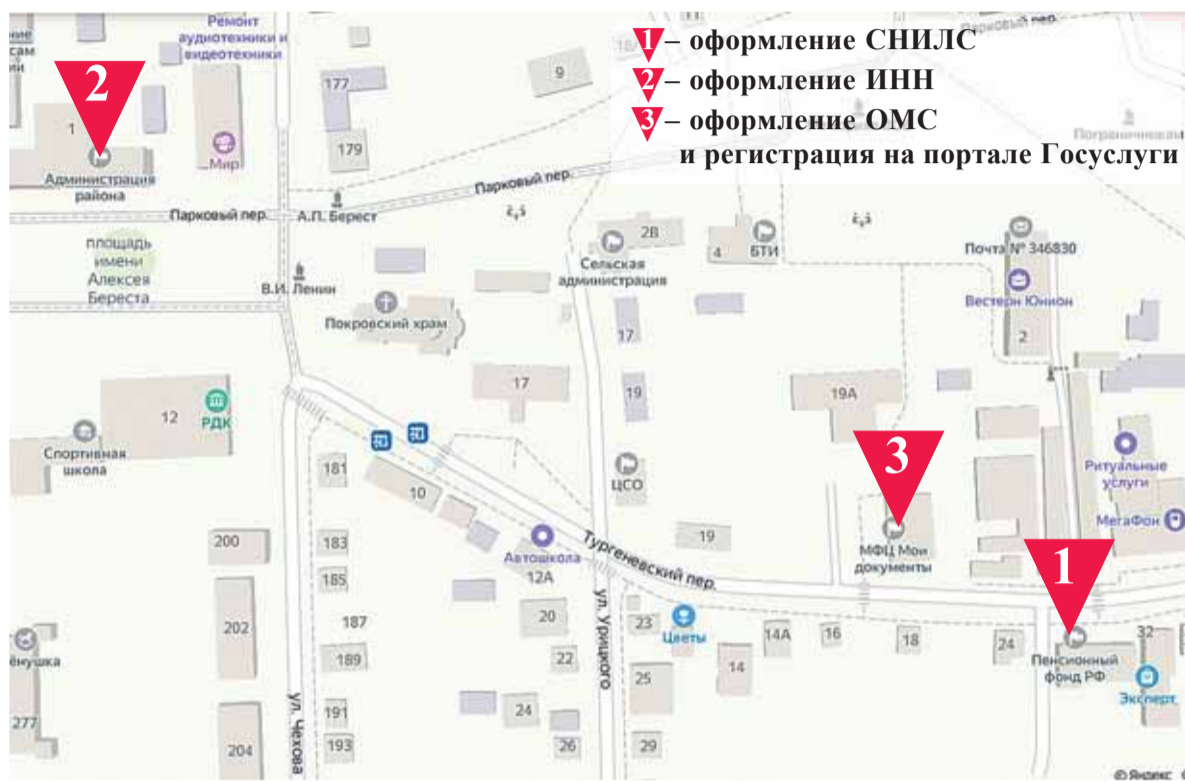 1 – оформление СНИЛС
2 – оформление ИНН
3 – оформление ОМС
и регистрация на портале Госуслуги
Ремонт
аудиотехники и
видеотехники
2
1
Администрация
района
Мир
177
179
9
Парковый пер.
Парковый пер.
Парковый пер.
А.П. Берест
площадь
имени
Алексея
Береста
В.И. Ленин
Покровский храм
2В
Сельская
администрация
4
БТИ
Почта № 346830
Вестерн Юнион
2
17
17
19
19А
12
РДК
Спортивная
школа
181
10
ЦСО
3
МФЦ Мои
документы
Ритуальные
услуги
МегаФон
1
200
183
Автошкола
12А
Тургеневский пер.
19
185
202
187
20
ул. Урицкого
23
Цветы
14А
16
18
24
Пенсионный
фонд РФ
32
Эксперт
189
22
14
25
277
ул. Чехова
191
24
204
193
26
29
© Яндекс